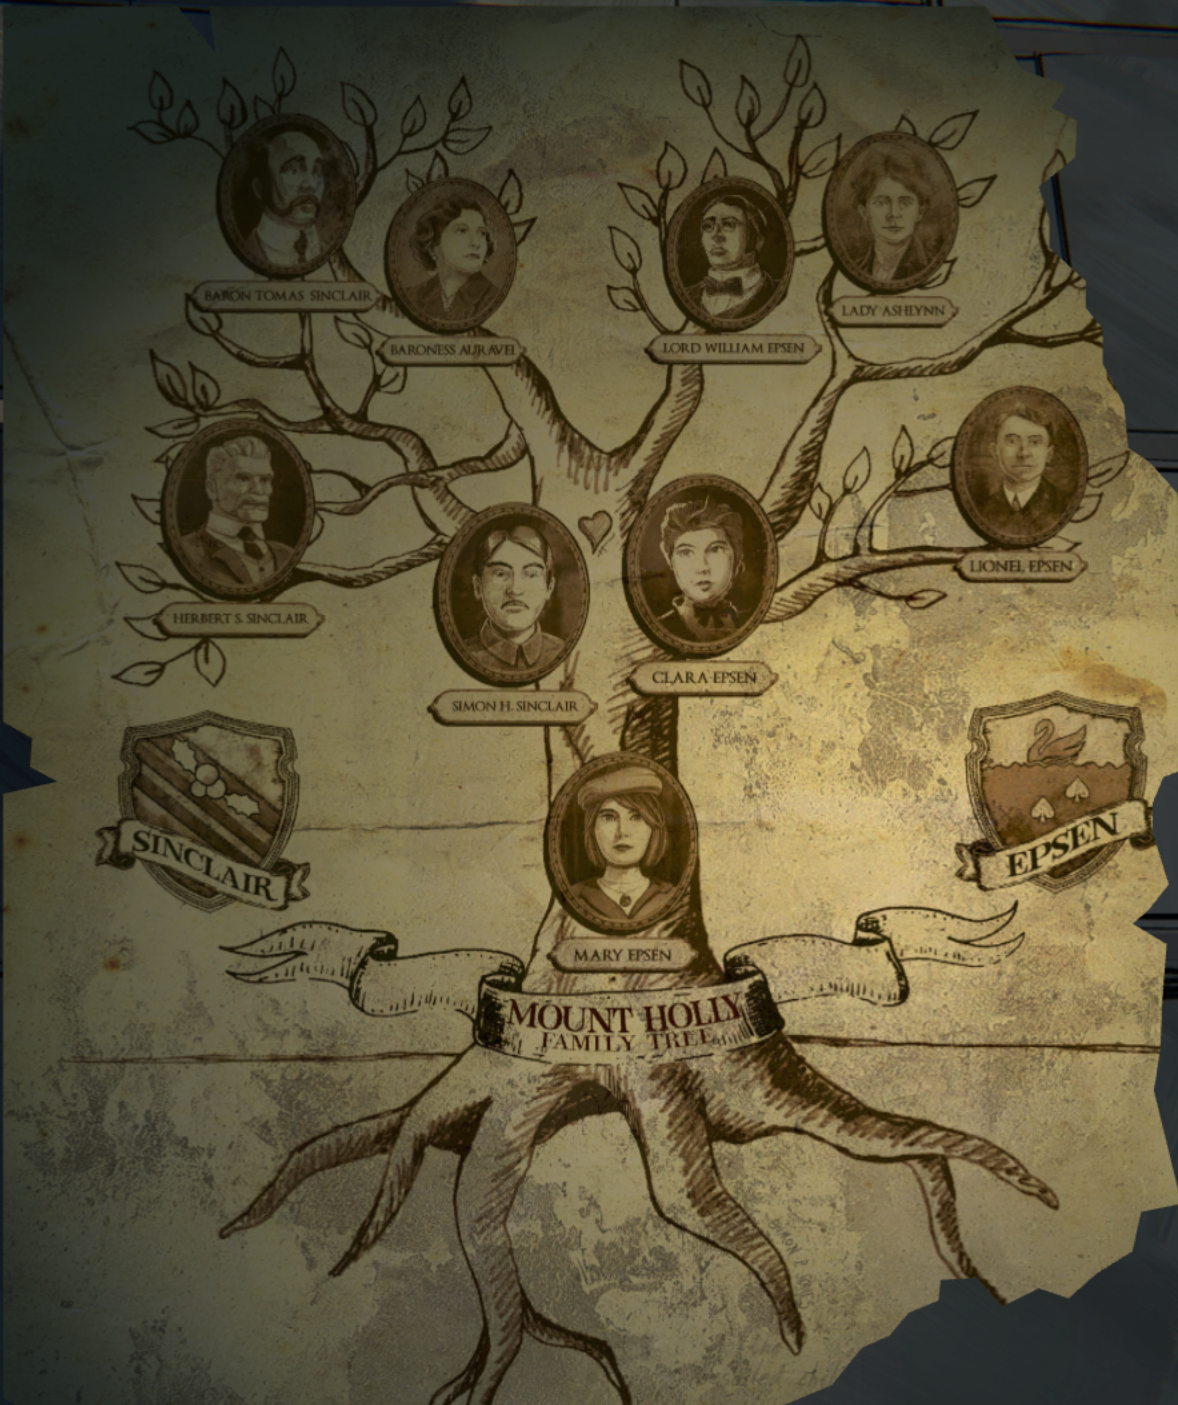 BARON TOMAS SINCLAIR
BARONESS AURAVEI
LORD WILLIAM EPSEN
LADY ASHLYNN
HERBERT S. SINCLAIR
SIMON H. SINCLAIR
CLARA EPSEN
LIONEL EPSEN
SINCLAIR
EPSEN
MARY EPSEN
MOUNT HOLLY
FAMILY TREE